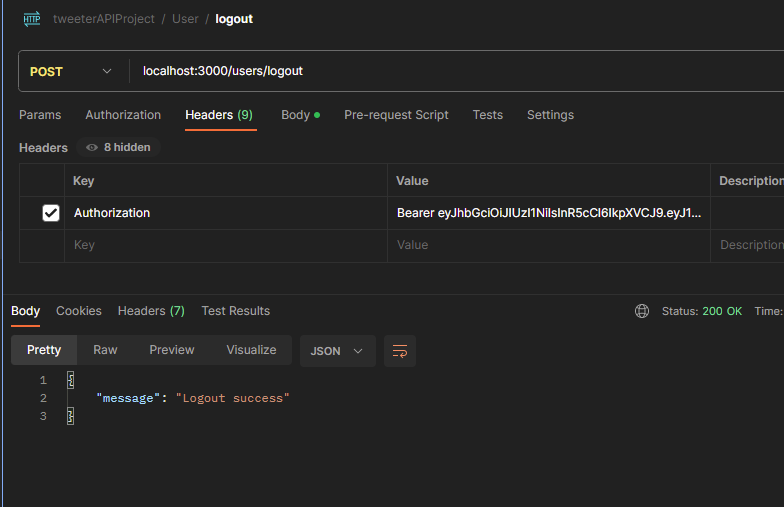 HTTP tweeterAPIProject / User / logout
POST localhost:3000/users/logout
Params Authorization Headers (9) Body Pre-request Script Tests Settings
Headers 8 hidden
Key Value Description
Authorization Bearer eyJhbGciOiJIUzI1NiIsInR5cCI6IkpXVCJ9.eyJ1...
Key Value Description
Body Cookies Headers (7) Test Results Status: 200 OK Time:
Pretty Raw Preview Visualize JSON
1 {
2 "message": "Logout success"
3 }